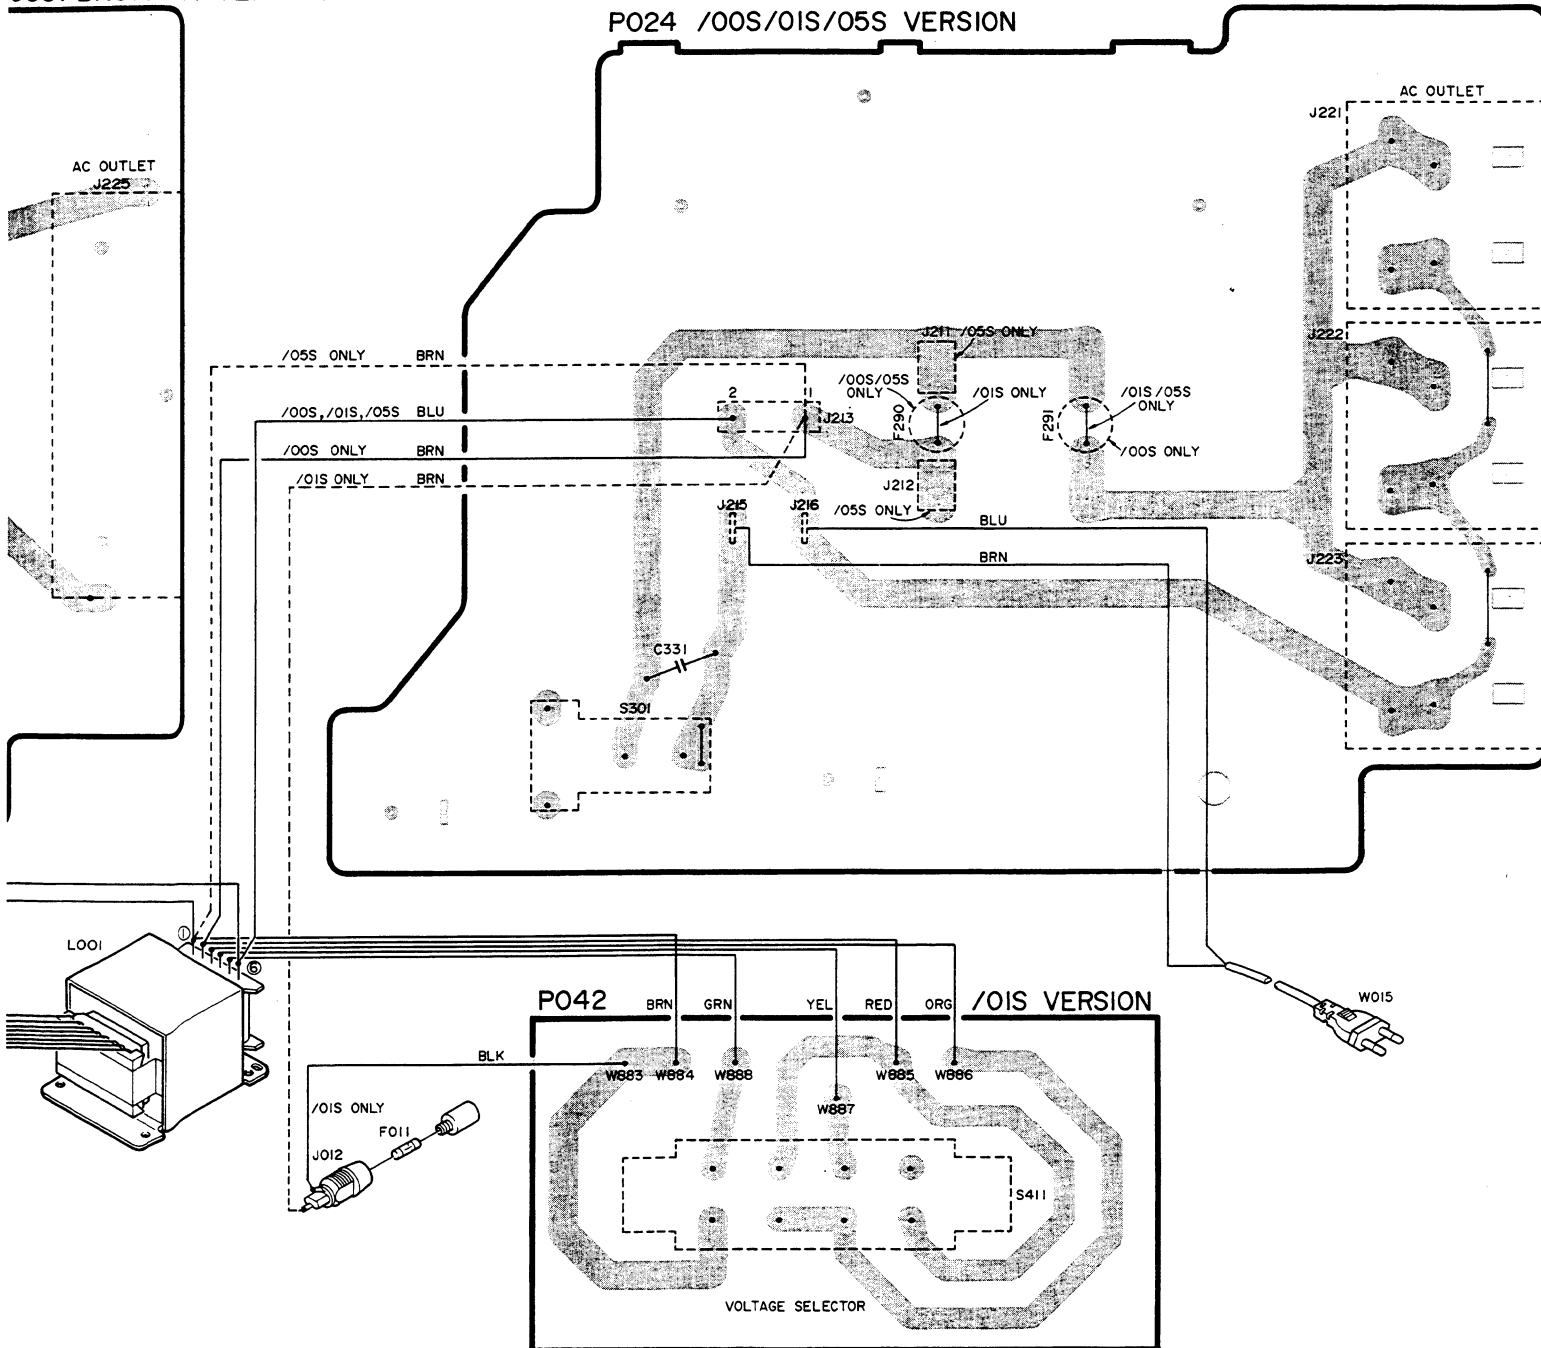 P024 /00S/01S/05S VERSION
AC OUTLET
J221
AC OUTLET
J225
J211 /05S ONLY
J222
/05S ONLY BRN
/00S/05S ONLY
/01S ONLY
/01S/05S ONLY
2
1
/00S,/01S,/05S BLU
J213
F290
F291
/00S ONLY BRN
/00S ONLY
/01S ONLY BRN
J212
J215
J216
/05S ONLY
BLU
BRN
J223
C331
S301
L001
①
⑥
P042
BRN
GRN
YEL
RED
ORG
/01S VERSION
W015
BLK
W883
W884
W888
W885
W886
W887
/01S ONLY
F011
J012
S411
VOLTAGE SELECTOR